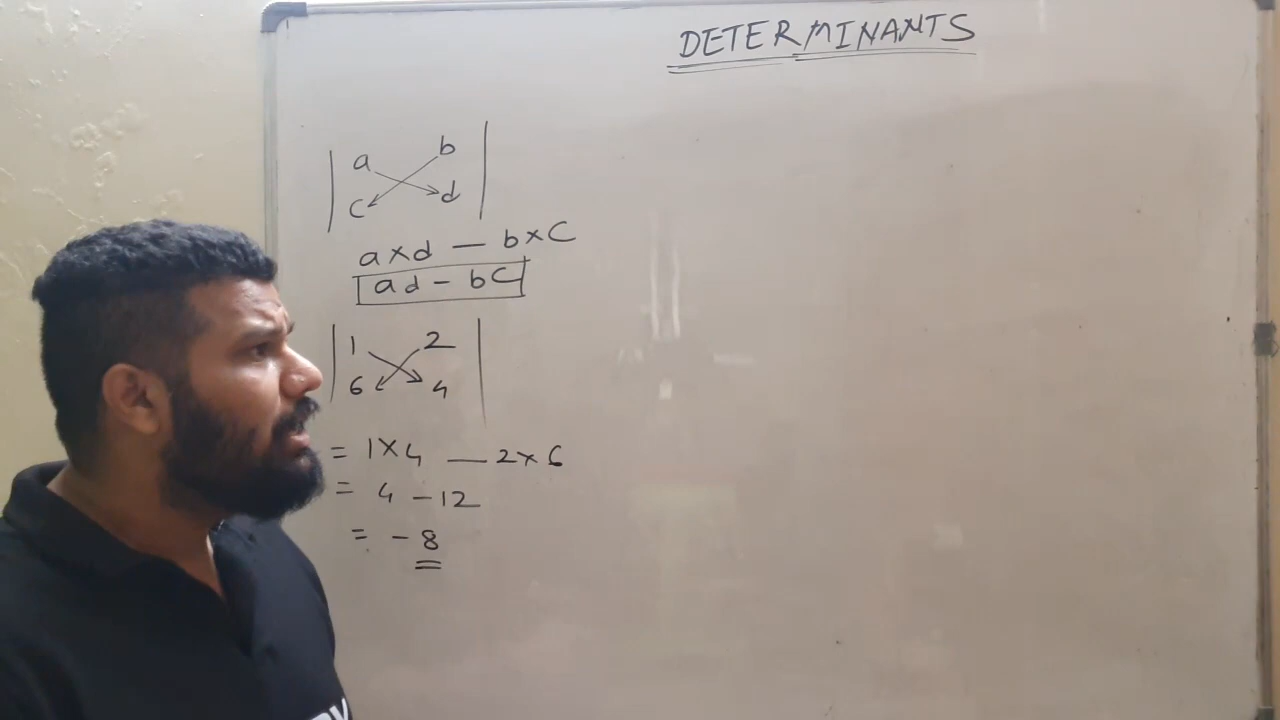 DETERMINANTS
a b
c d
a×d — b×c
ad - bc
1 2
6 4
= 1×4 — 2×6
= 4 - 12
= - 8